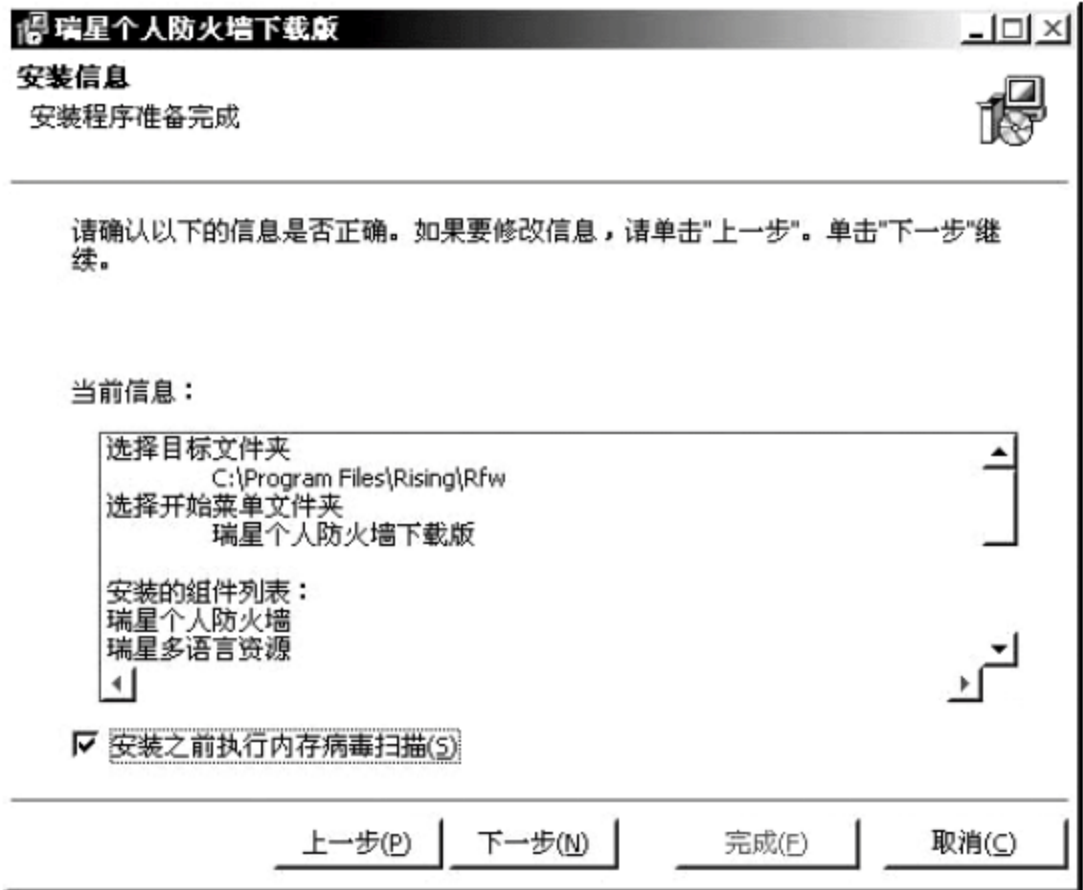 瑞星个人防火墙下载版
安装信息
安装程序准备完成
请确认以下的信息是否正确。如果要修改信息，请单击"上一步"。单击"下一步"继
续。
当前信息：
选择目标文件夹
C:\Program Files\Rising\Rfw
选择开始菜单文件夹
瑞星个人防火墙下载版
安装的组件列表：
瑞星个人防火墙
瑞星多语言资源
安装之前执行内存病毒扫描(S)
上一步(P) 下一步(N) 完成(F) 取消(C)